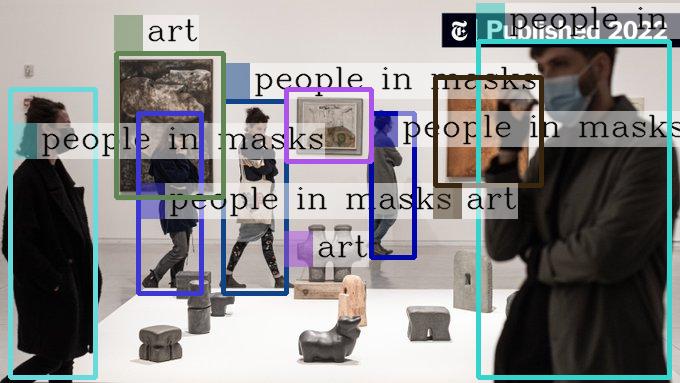 people in
art
Published 2022
people in masks
people in masks
people in masks
people in masks art
art